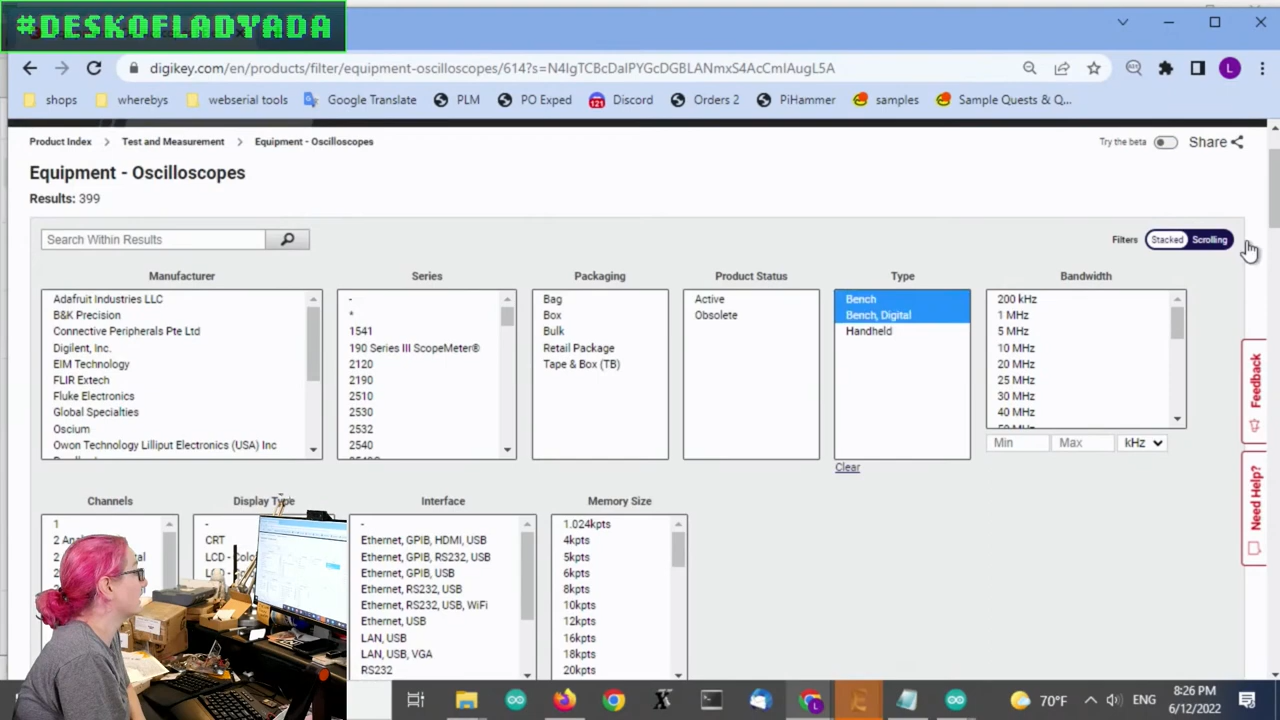 #DESKOFLADYADA
digikey.com/en/products/filter/equipment-oscilloscopes/614?s=N4IgTCBcDaIPYGcDGBLANmxS4AcCmIAugL5A
shops
wherebys
webserial tools
Google Translate
PLM
PO Exped
121
Discord
Orders 2
PiHammer
samples
Sample Quests & Q...
L
Product Index > Test and Measurement > Equipment - Oscilloscopes
Try the beta
Share
Equipment - Oscilloscopes
Results: 399
Search Within Results
Filters
Stacked
Scrolling
Manufacturer
Adafruit Industries LLC
B&K Precision
Connective Peripherals Pte Ltd
Digilent, Inc.
EIM Technology
FLIR Extech
Fluke Electronics
Global Specialties
Oscium
Owon Technology Lilliput Electronics (USA) Inc
Series
-
*
1541
190 Series III ScopeMeter®
2120
2190
2510
2530
2532
2540
Packaging
Bag
Box
Bulk
Retail Package
Tape & Box (TB)
Product Status
Active
Obsolete
Type
Bench
Bench, Digital
Handheld
Clear
Bandwidth
200 kHz
1 MHz
5 MHz
10 MHz
20 MHz
25 MHz
30 MHz
40 MHz
Min
Max
kHz
Feedback
Need Help?
Channels
1
2
Display Type
-
CRT
Interface
-
Ethernet, GPIB, HDMI, USB
Ethernet, GPIB, RS232, USB
Ethernet, GPIB, USB
Ethernet, RS232, USB
Ethernet, RS232, USB, WiFi
Ethernet, USB
LAN, USB
LAN, USB, VGA
RS232
Memory Size
1.024kpts
4kpts
5kpts
6kpts
8kpts
10kpts
12kpts
16kpts
18kpts
20kpts
70°F
ENG
8:26 PM
6/12/2022